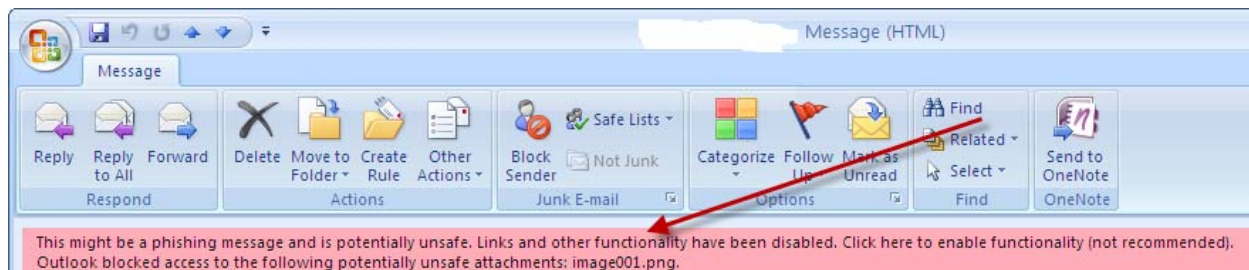 Message (HTML)
Message
Reply
Reply to All
Forward
Respond
Delete
Move to Folder
Create Rule
Other Actions
Actions
Block Sender
Safe Lists
Not Junk
Junk E-mail
Categorize
Follow Up
Mark as Unread
Options
Find
Related
Select
Find
Send to OneNote
OneNote
This might be a phishing message and is potentially unsafe. Links and other functionality have been disabled. Click here to enable functionality (not recommended).
Outlook blocked access to the following potentially unsafe attachments: image001.png.